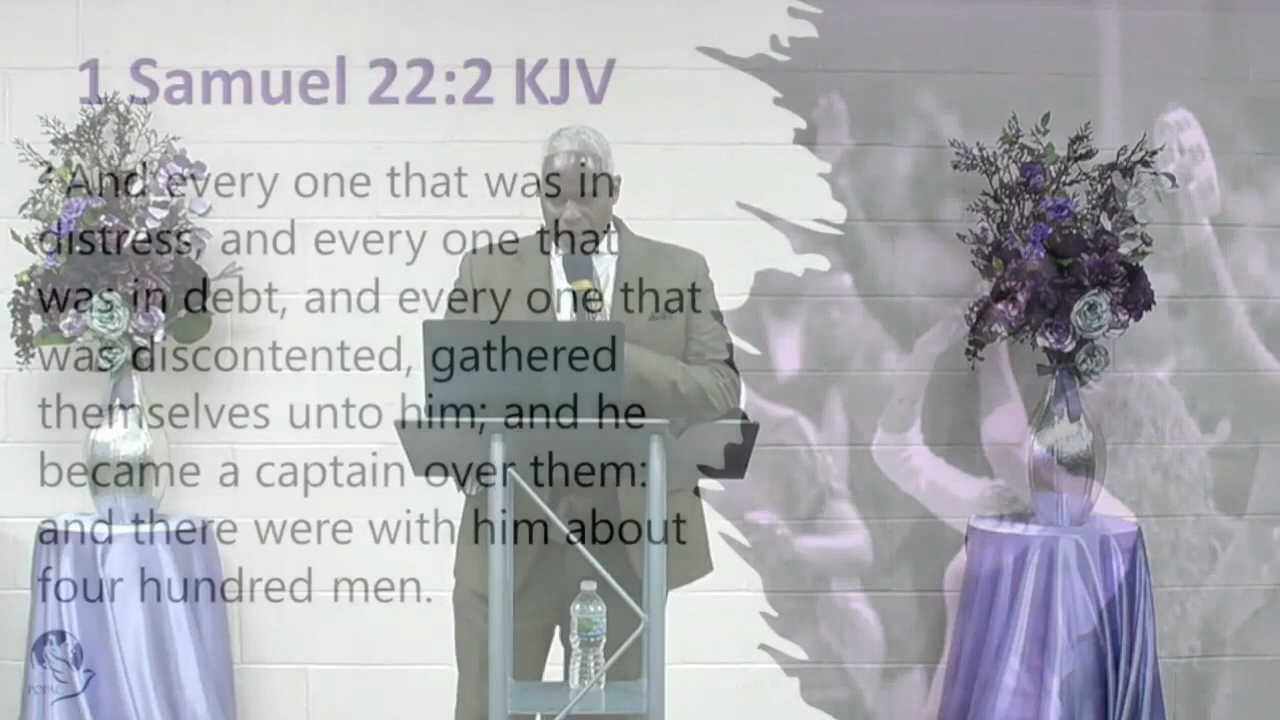 1 Samuel 22:2 KJV
2 And every one that was in
distress, and every one that
was in debt, and every one that
was discontented, gathered
themselves unto him; and he
became a captain over them:
and there were with him about
four hundred men.